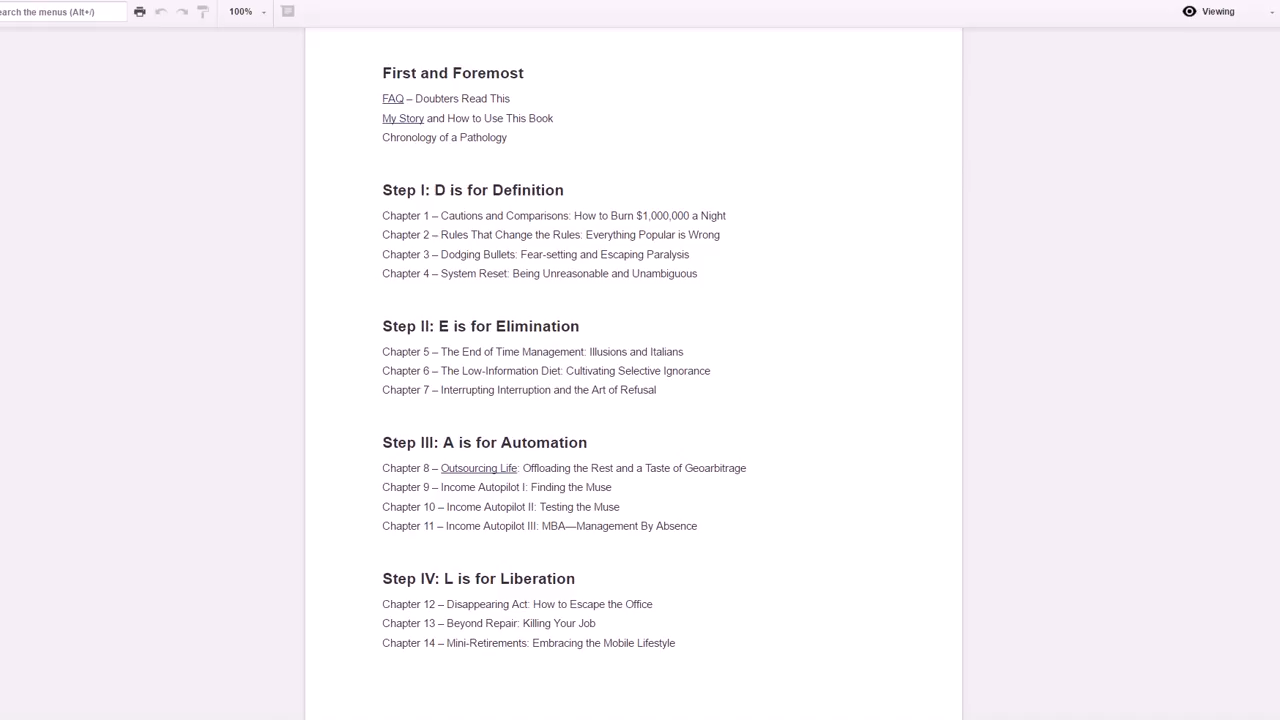 earch the menus (Alt+/)
100%
Viewing
First and Foremost
FAQ – Doubters Read This
My Story and How to Use This Book
Chronology of a Pathology
Step I: D is for Definition
Chapter 1 – Cautions and Comparisons: How to Burn $1,000,000 a Night
Chapter 2 – Rules That Change the Rules: Everything Popular is Wrong
Chapter 3 – Dodging Bullets: Fear-setting and Escaping Paralysis
Chapter 4 – System Reset: Being Unreasonable and Unambiguous
Step II: E is for Elimination
Chapter 5 – The End of Time Management: Illusions and Italians
Chapter 6 – The Low-Information Diet: Cultivating Selective Ignorance
Chapter 7 – Interrupting Interruption and the Art of Refusal
Step III: A is for Automation
Chapter 8 – Outsourcing Life: Offloading the Rest and a Taste of Geoarbitrage
Chapter 9 – Income Autopilot I: Finding the Muse
Chapter 10 – Income Autopilot II: Testing the Muse
Chapter 11 – Income Autopilot III: MBA—Management By Absence
Step IV: L is for Liberation
Chapter 12 – Disappearing Act: How to Escape the Office
Chapter 13 – Beyond Repair: Killing Your Job
Chapter 14 – Mini-Retirements: Embracing the Mobile Lifestyle